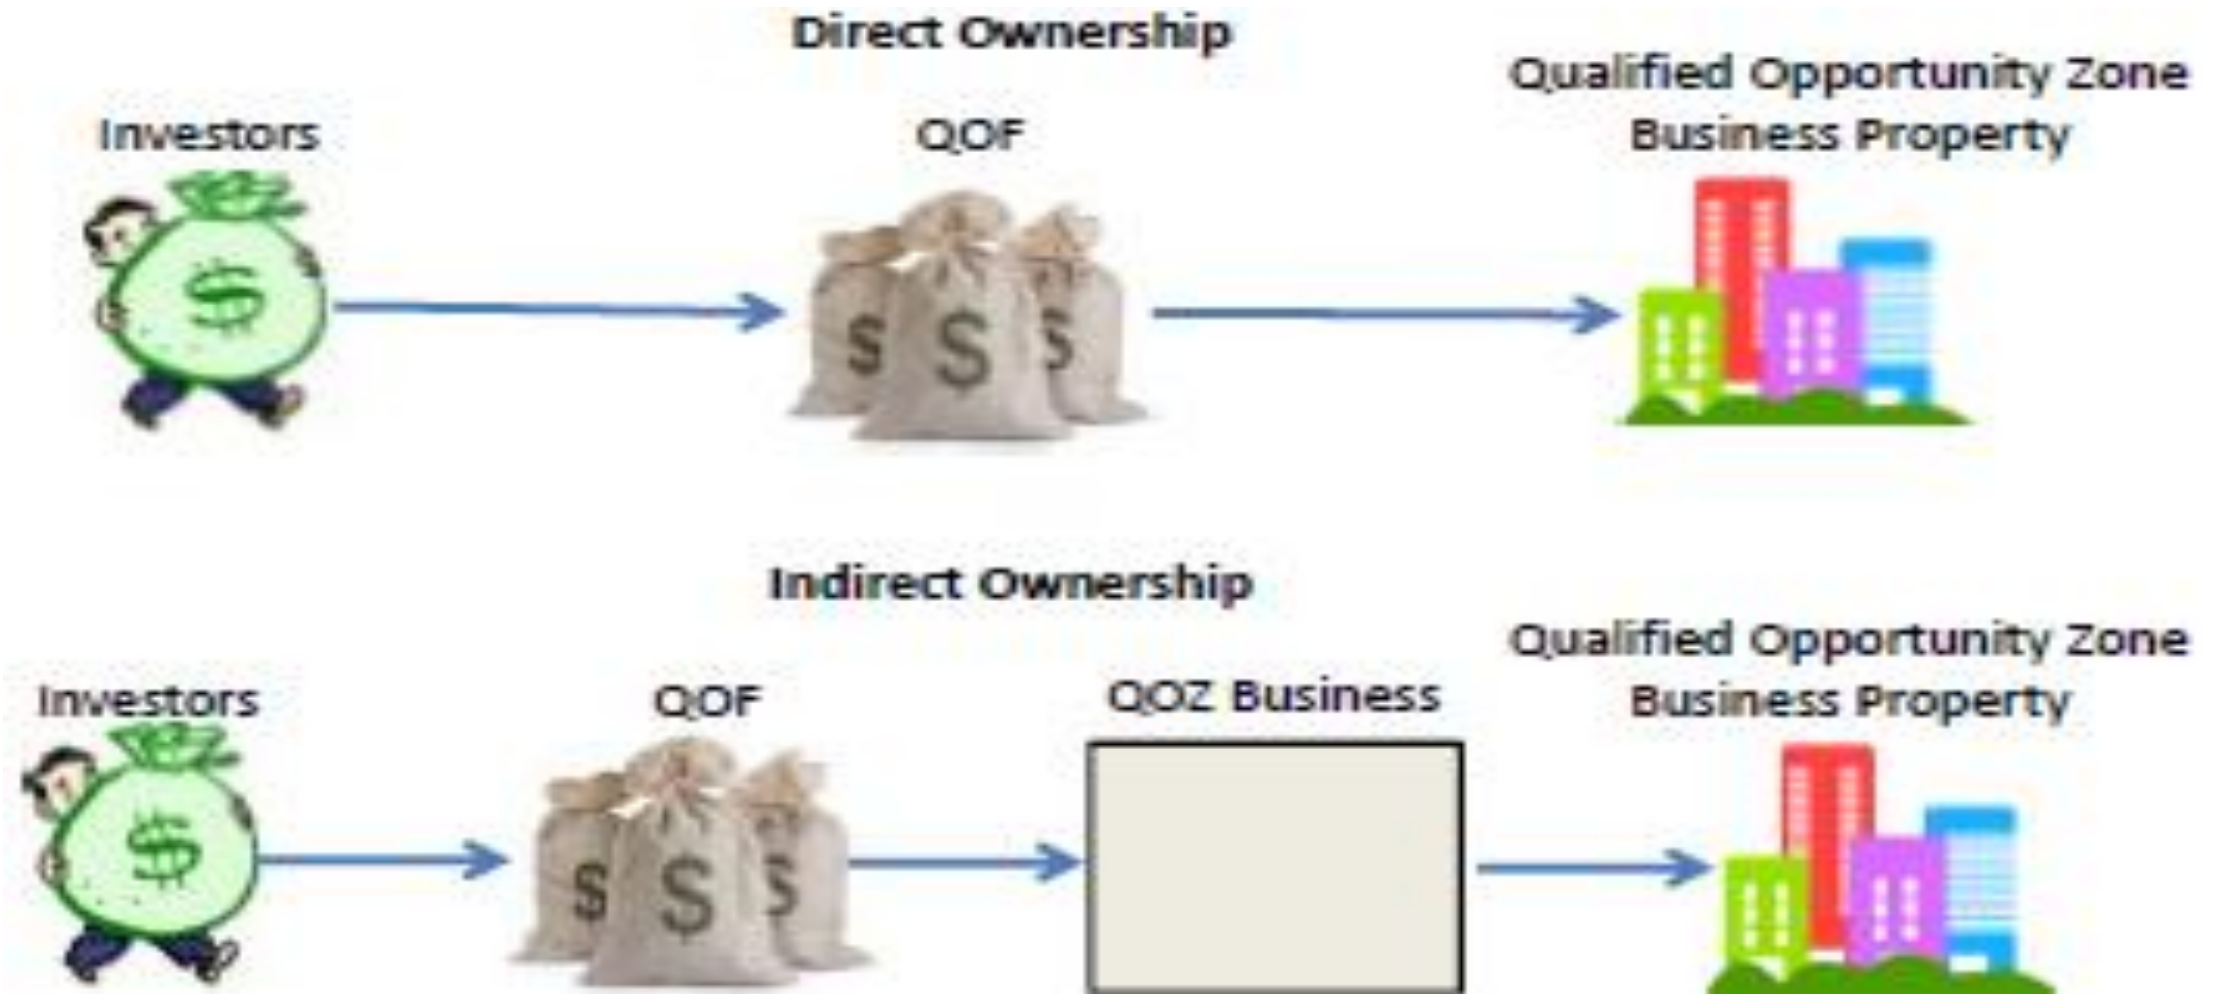 Direct Ownership
Investors
QOF
Qualified Opportunity Zone
Business Property
$
$
$
$
Indirect Ownership
Investors
QOF
QOZ Business
Qualified Opportunity Zone
Business Property
$
$
$
$